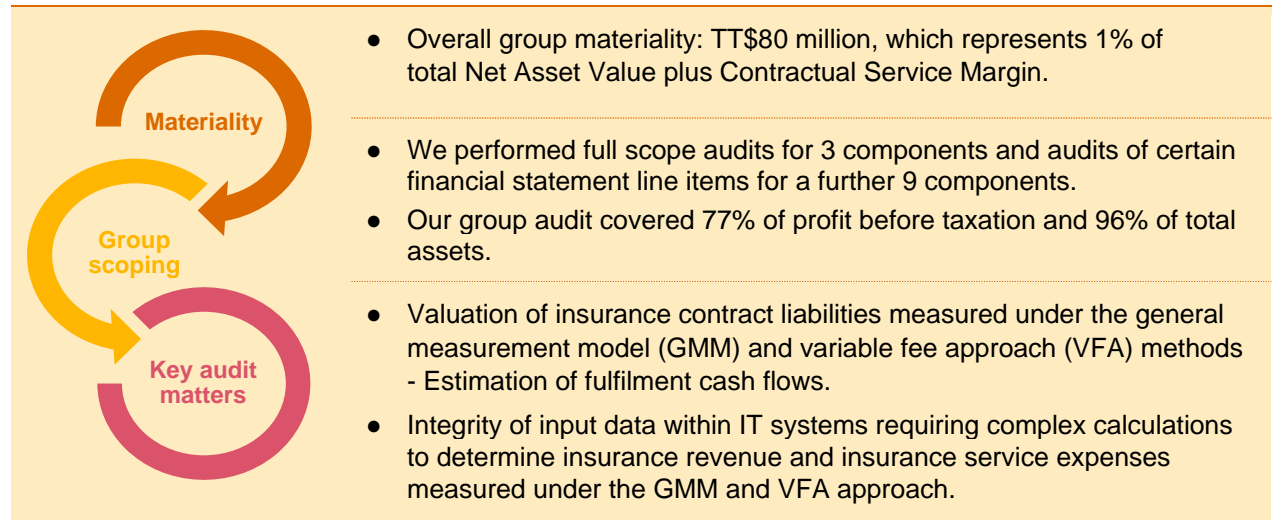 Materiality
● Overall group materiality: TT$80 million, which represents 1% of
total Net Asset Value plus Contractual Service Margin.
Group
scoping
● We performed full scope audits for 3 components and audits of certain
financial statement line items for a further 9 components.
● Our group audit covered 77% of profit before taxation and 96% of total
assets.
Key audit
matters
● Valuation of insurance contract liabilities measured under the general
measurement model (GMM) and variable fee approach (VFA) methods
- Estimation of fulfilment cash flows.
● Integrity of input data within IT systems requiring complex calculations
to determine insurance revenue and insurance service expenses
measured under the GMM and VFA approach.